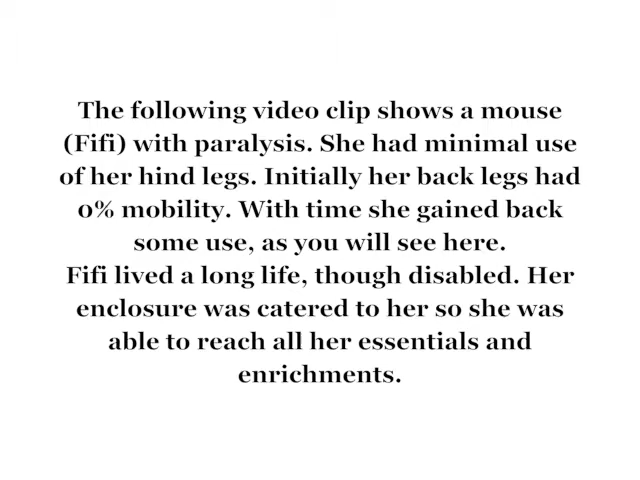 The following video clip shows a mouse
(Fifi) with paralysis. She had minimal use
of her hind legs. Initially her back legs had
0% mobility. With time she gained back
some use, as you will see here.
Fifi lived a long life, though disabled. Her
enclosure was catered to her so she was
able to reach all her essentials and
enrichments.